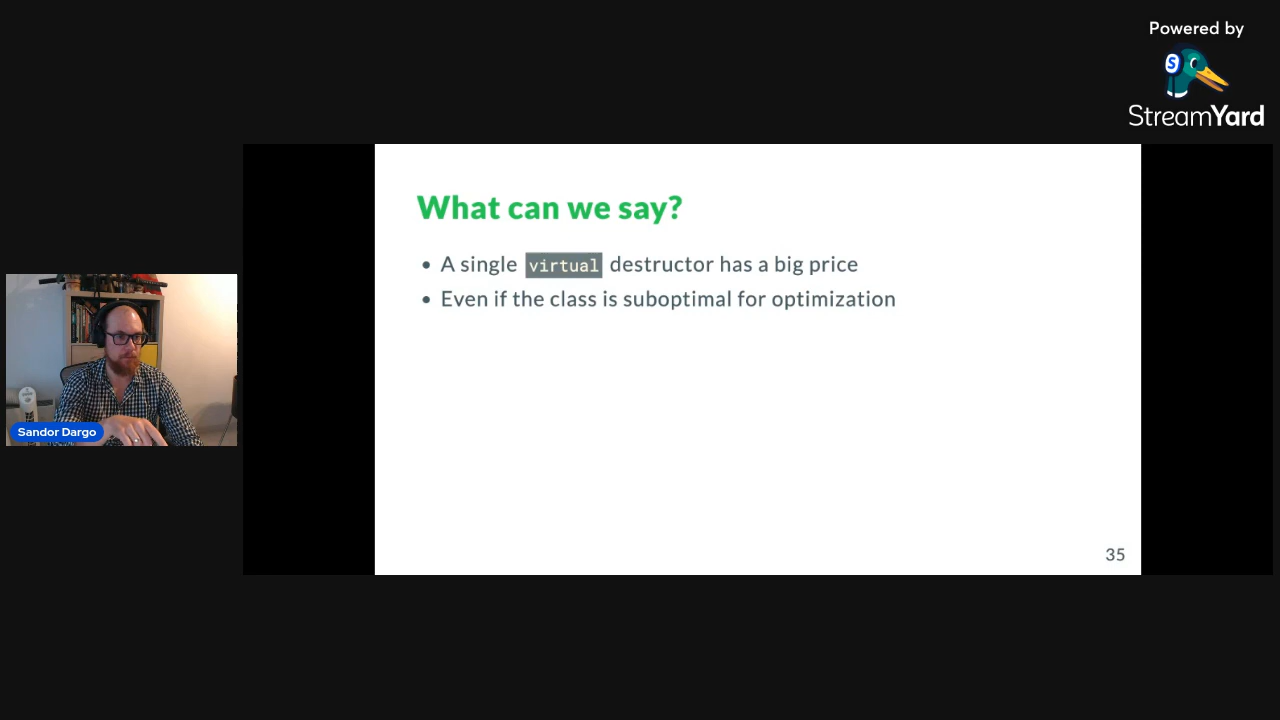 Powered by
S
StreamYard
What can we say?
• A single virtual destructor has a big price
• Even if the class is suboptimal for optimization
Sandor Dargo
35